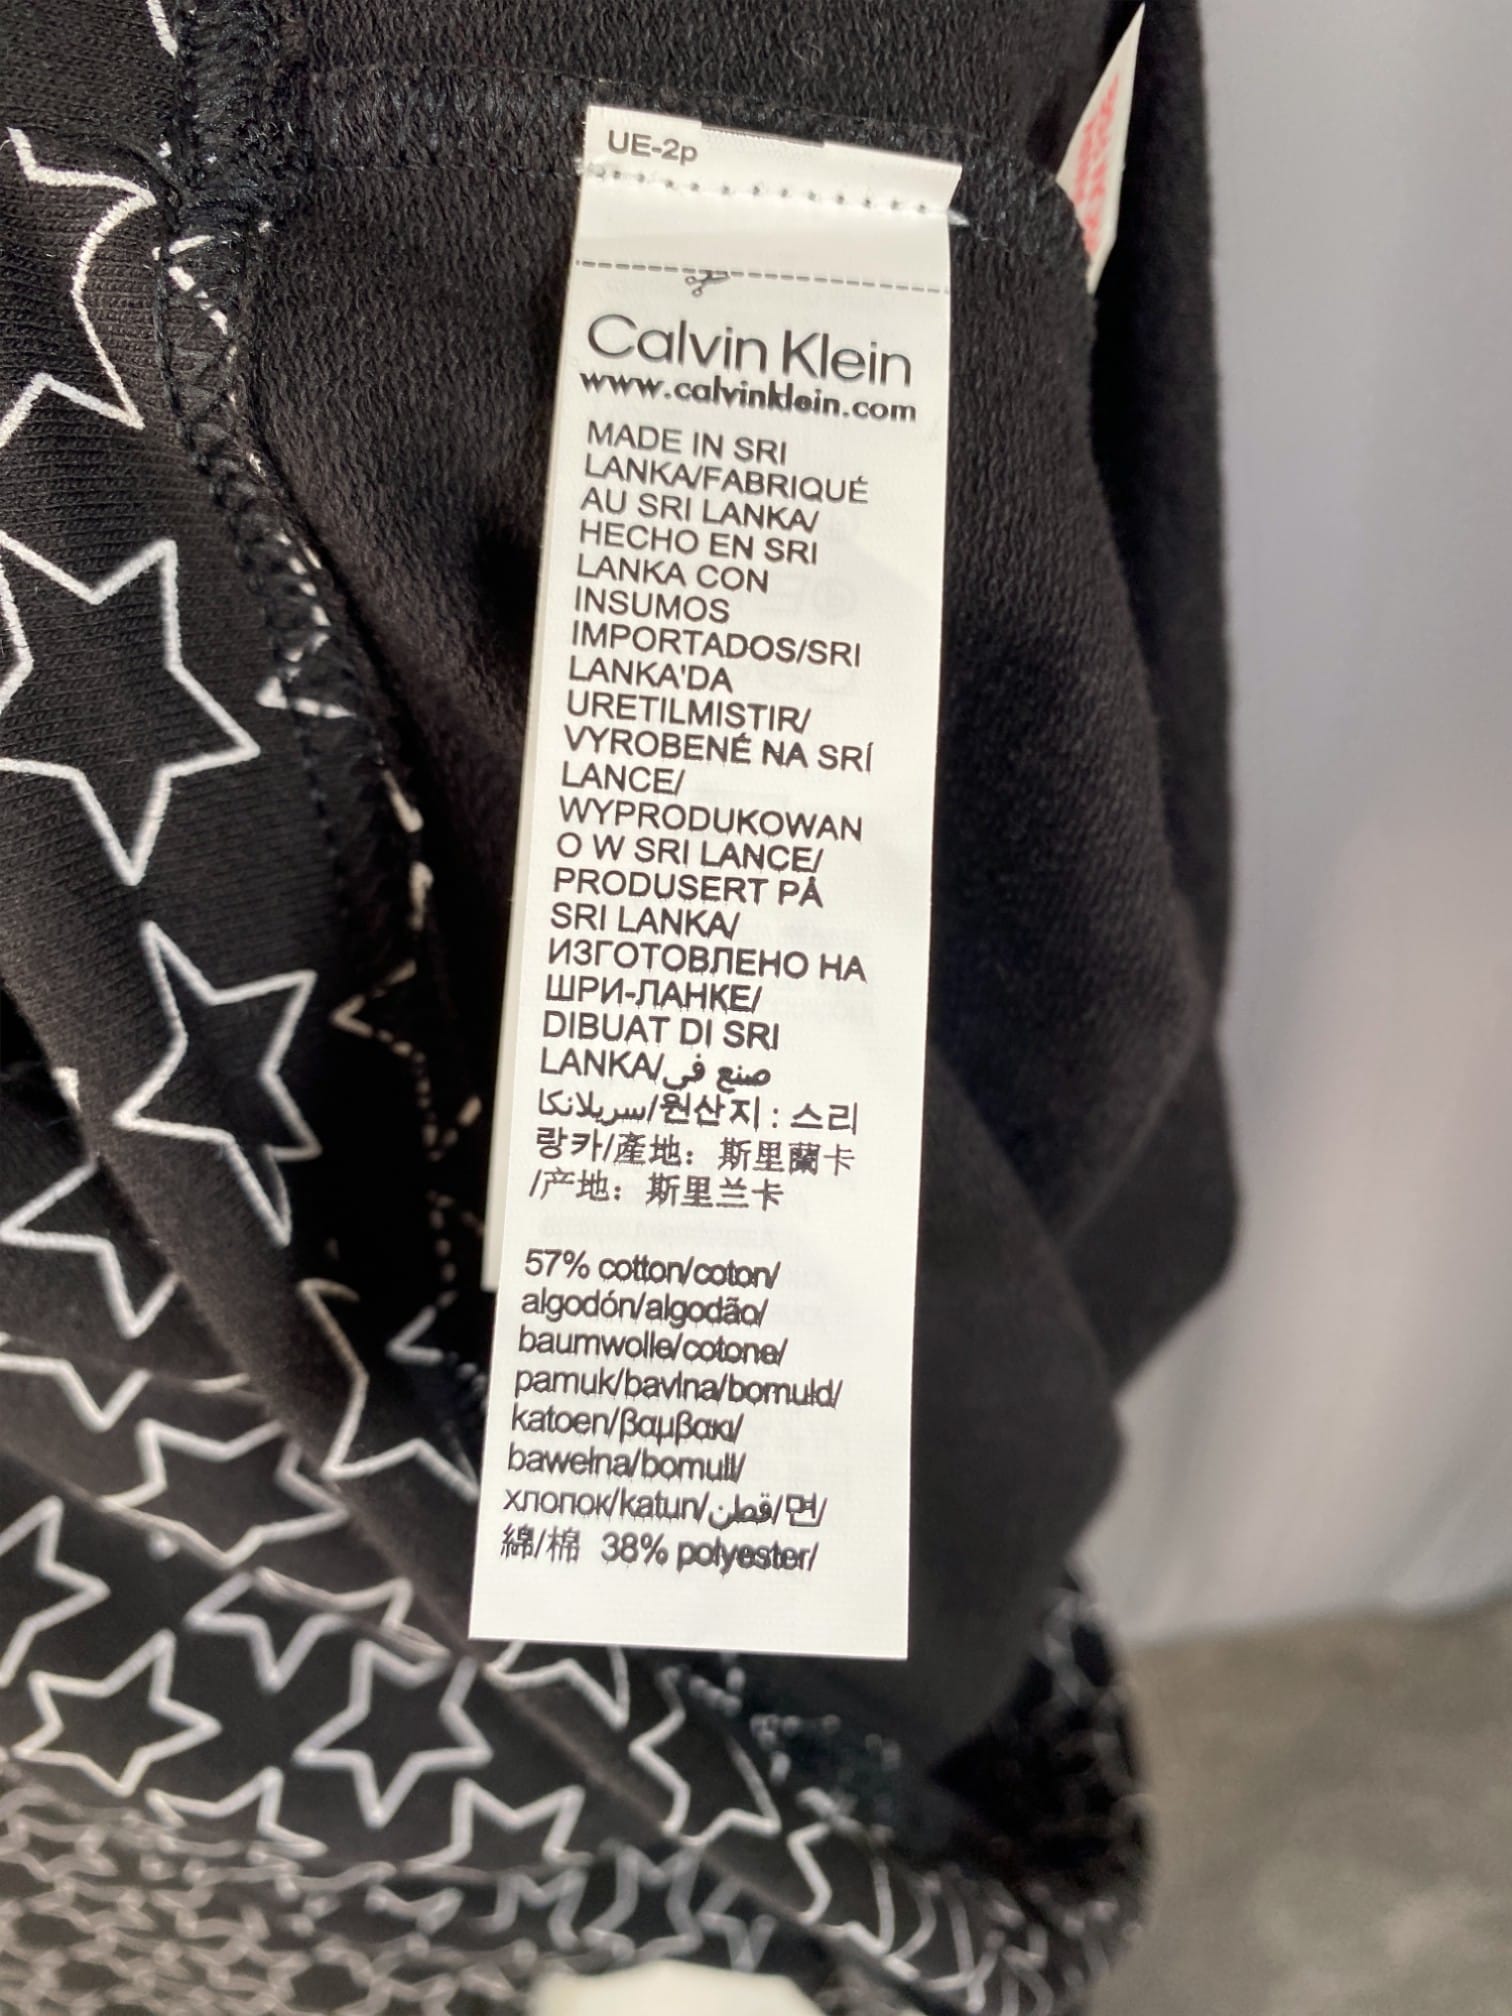 UE-2p
Calvin Klein
www.calvinklein.com
MADE IN SRI
LANKA/FABRIQUÉ
AU SRI LANKA/
HECHO EN SRI
LANKA CON
INSUMOS
IMPORTADOS/SRI
LANKA'DA
URETILMISTIR/
VYROBENÉ NA SRÍ
LANCE/
WYPRODUKOWAN
O W SRI LANCE/
PRODUSERT PÅ
SRI LANKA/
ИЗГОТОВЛЕНО НА
ШРИ-ЛАНКЕ/
DIBUAT DI SRI
LANKA/صنع في
سريلانكا/원산지 : 스리
랑카/產地：斯里蘭卡
/产地：斯里兰卡
57% cotton/coton/
algodón/algodão/
baumwolle/cotone/
pamuk/bavlna/bomuld/
katoen/βαμβακι/
bawełna/bomull/
хлопок/katun/قطن/면/
綿/棉 38% polyester/